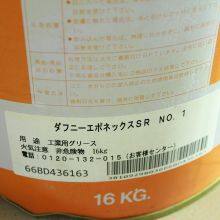 ダフニーエポネックスSR NO. 1
用　途　工業用グリース
火気注意　非危険物　16kg
電話：0120-132-015（お客様センター）
66BD436163
16 KG.